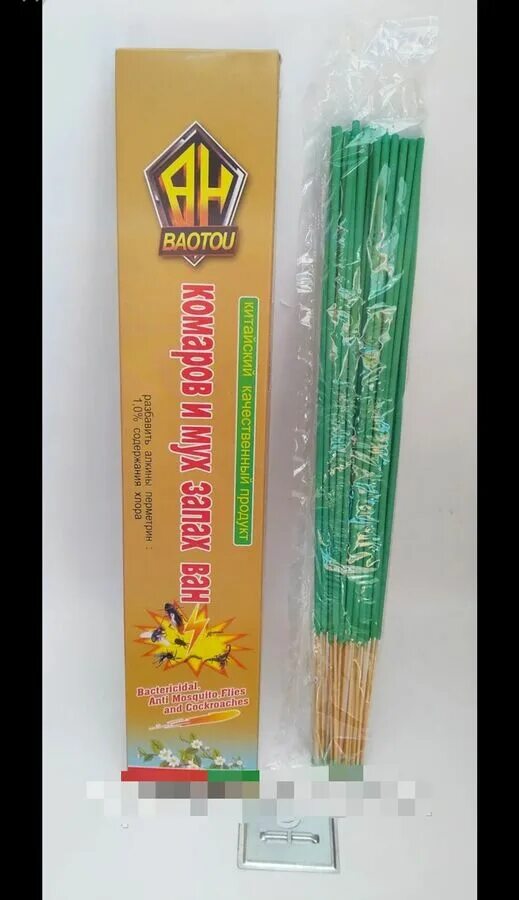 AH
BAOTOU
китайский качественный продукт
комаров и мух запах ван
разбавить алкины перметрин :
1,0% содержания хлора
Bactericidal,
Anti Mosquito,Flies
and Cockroaches